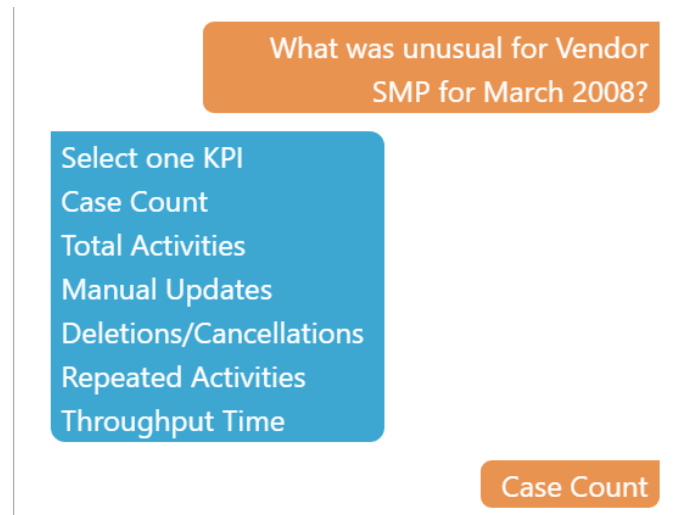 What was unusual for Vendor
SMP for March 2008?
Select one KPI
Case Count
Total Activities
Manual Updates
Deletions/Cancellations
Repeated Activities
Throughput Time
Case Count